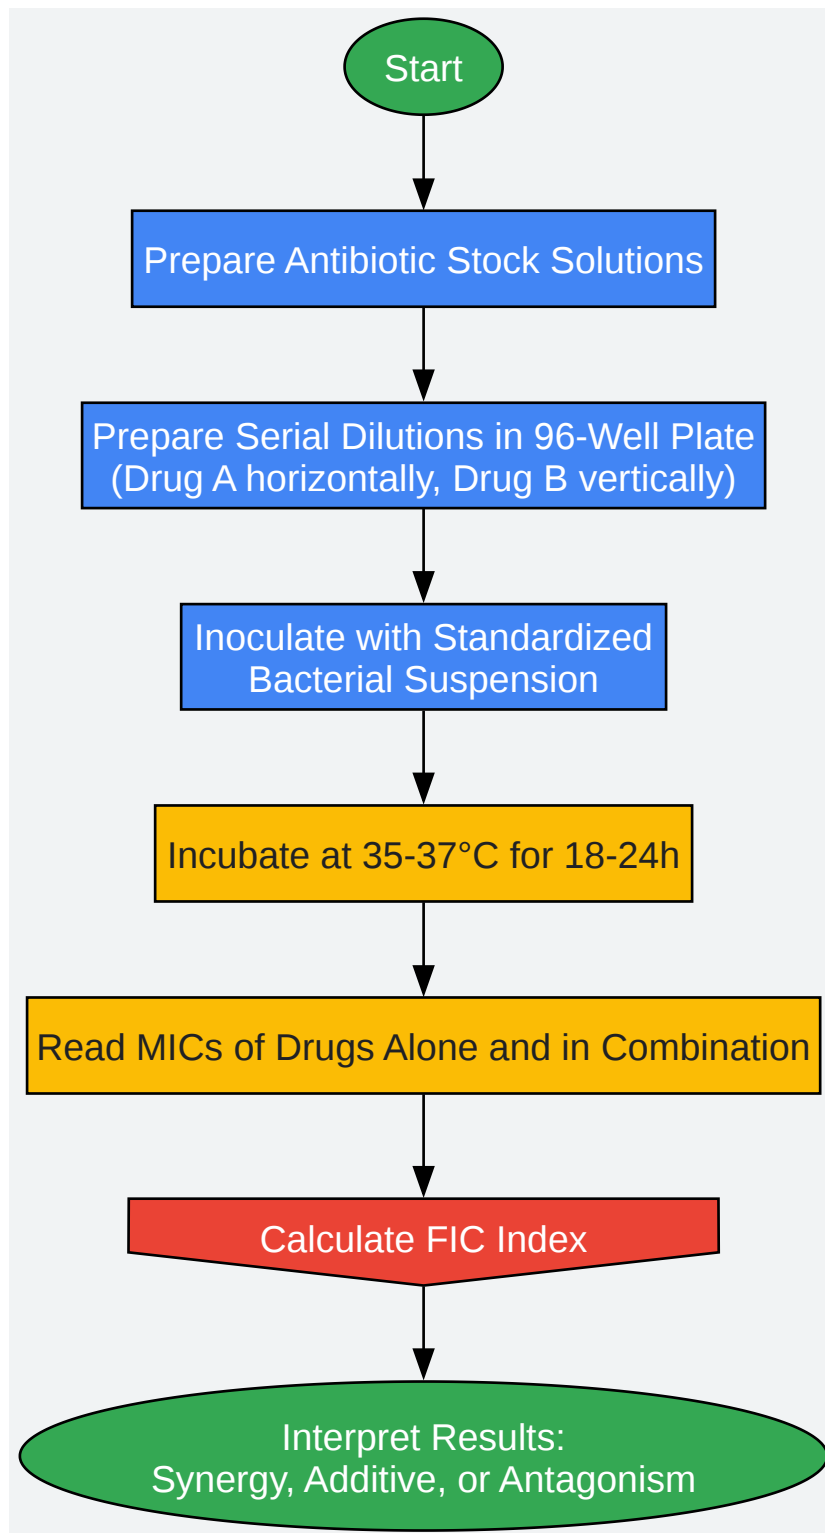 Start
Prepare Antibiotic Stock Solutions
Prepare Serial Dilutions in 96-Well Plate
(Drug A horizontally, Drug B vertically)
Inoculate with Standardized
Bacterial Suspension
Incubate at 35-37°C for 18-24h
Read MICs of Drugs Alone and in Combination
Calculate FIC Index
Interpret Results:
Synergy, Additive, or Antagonism